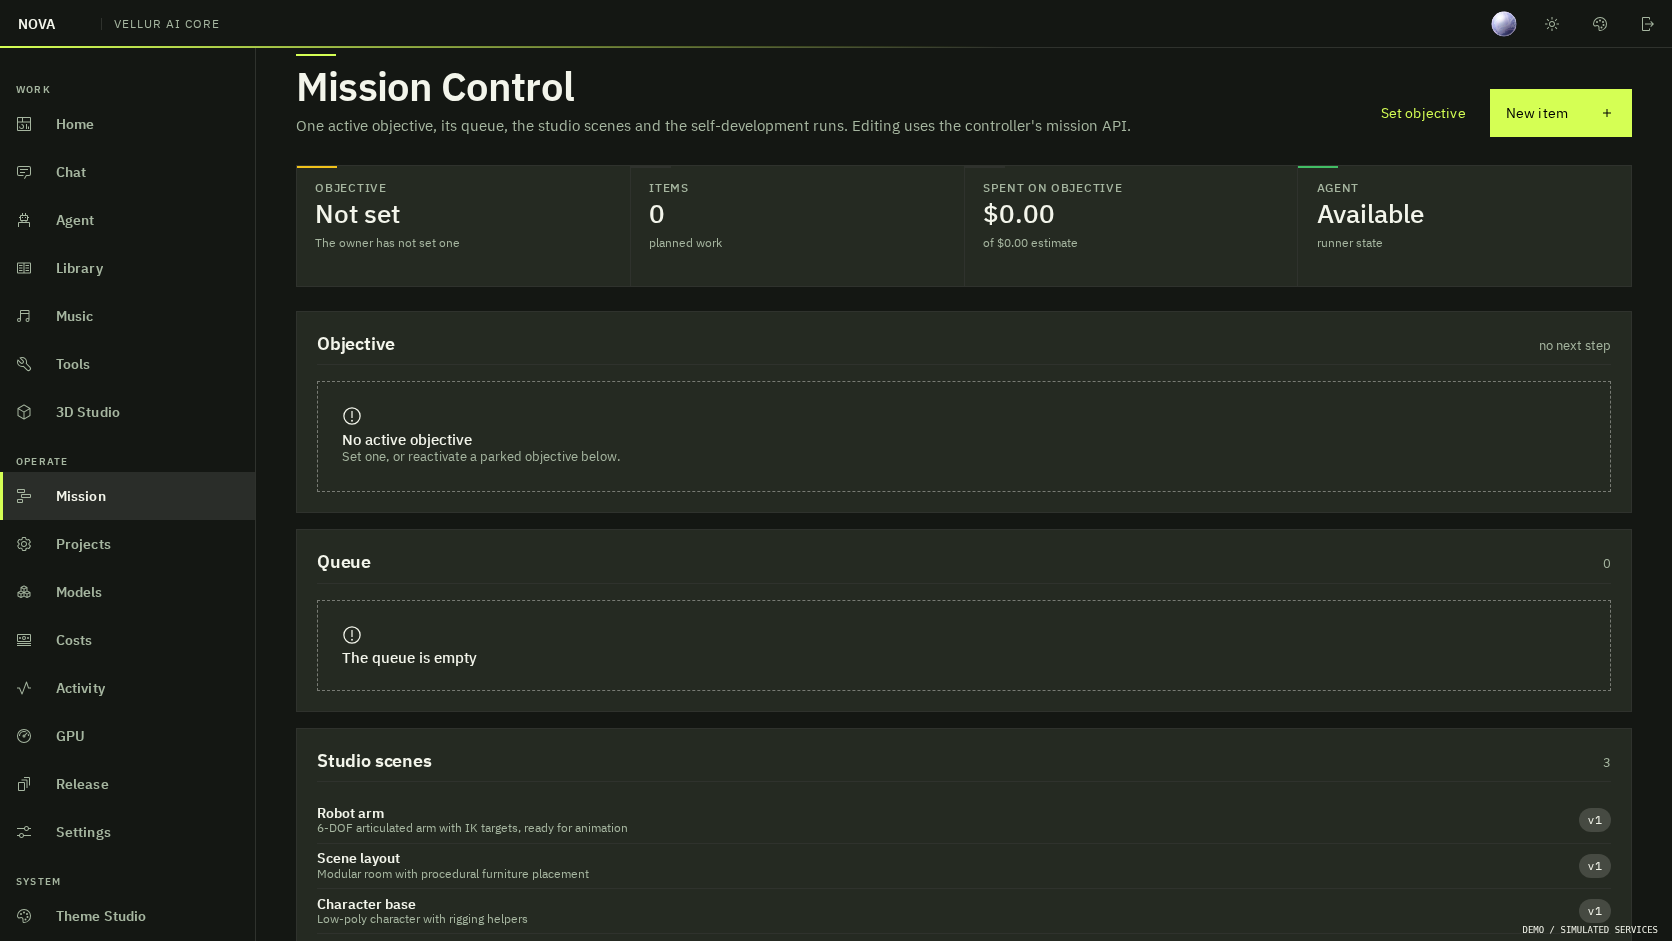 NOVA
VELLUR AI CORE
WORK
Home
Chat
Agent
Library
Music
Tools
3D Studio
OPERATE
Mission
Projects
Models
Costs
Activity
GPU
Release
Settings
SYSTEM
Theme Studio
Mission Control
One active objective, its queue, the studio scenes and the self-development runs. Editing uses the controller's mission API.
Set objective
New item +
OBJECTIVE
Not set
The owner has not set one
ITEMS
0
planned work
SPENT ON OBJECTIVE
$0.00
of $0.00 estimate
AGENT
Available
runner state
Objective
no next step
No active objective
Set one, or reactivate a parked objective below.
Queue
0
The queue is empty
Studio scenes
3
Robot arm
6-DOF articulated arm with IK targets, ready for animation
v1
Scene layout
Modular room with procedural furniture placement
v1
Character base
Low-poly character with rigging helpers
v1
DEMO / SIMULATED SERVICES